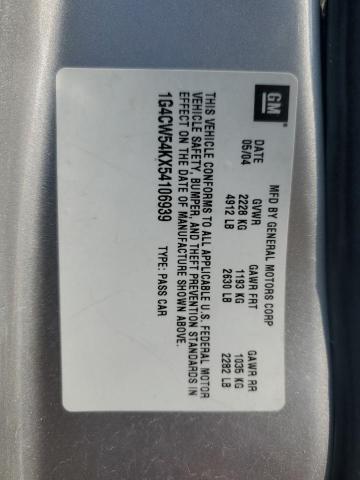 GM
MFD BY GENERAL MOTORS CORP
DATE GVWR GAWR FRT GAWR RR
05/04 2228 KG 1193 KG 1035 KG
4912 LB 2630 LB 2282 LB
THIS VEHICLE CONFORMS TO ALL APPLICABLE U.S. FEDERAL MOTOR
VEHICLE SAFETY, BUMPER, AND THEFT PREVENTION STANDARDS IN
EFFECT ON THE DATE OF MANUFACTURE SHOWN ABOVE.
1G4CW54KX54106939 TYPE: PASS CAR